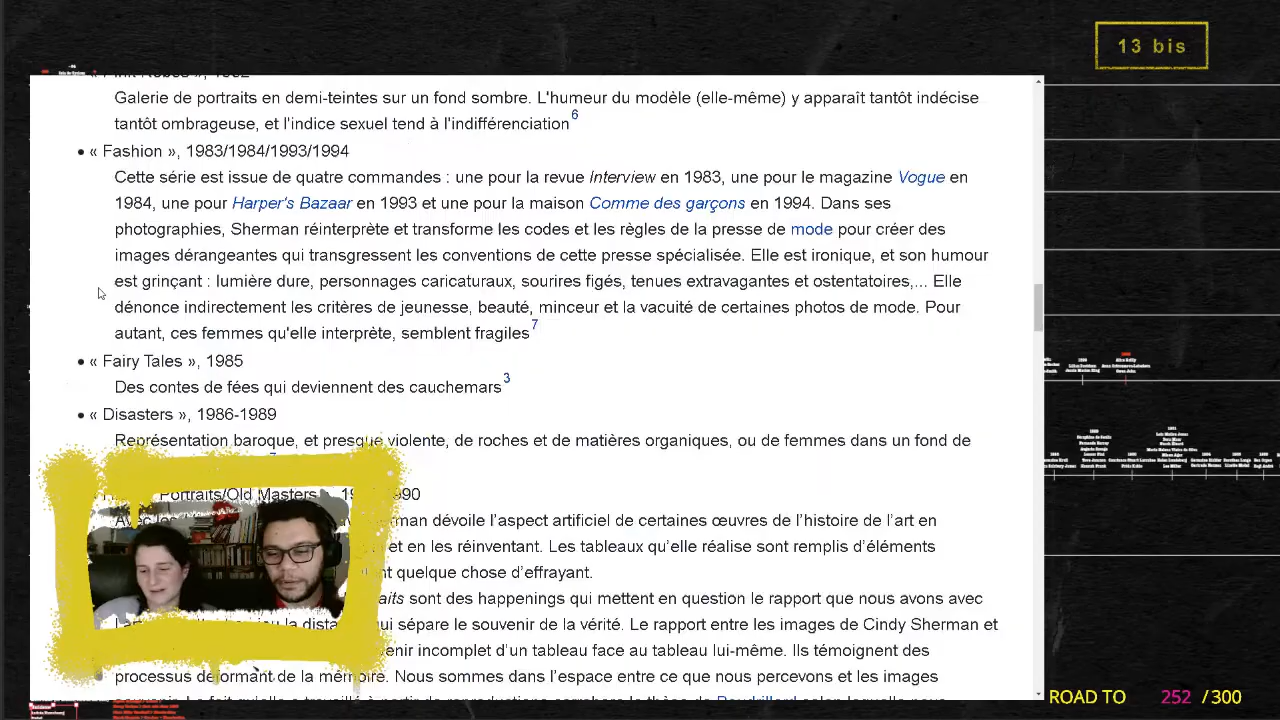 13 bis
Galerie de portraits en demi-teintes sur un fond sombre. L'humeur du modèle (elle-même) y apparaît tantôt indécise
tantôt ombrageuse, et l'indice sexuel tend à l'indifférenciation 6
• « Fashion », 1983/1984/1993/1994
Cette série est issue de quatre commandes : une pour la revue Interview en 1983, une pour le magazine Vogue en
1984, une pour Harper's Bazaar en 1993 et une pour la maison Comme des garçons en 1994. Dans ses
photographies, Sherman réinterprète et transforme les codes et les règles de la presse de mode pour créer des
images dérangeantes qui transgressent les conventions de cette presse spécialisée. Elle est ironique, et son humour
est grinçant : lumière dure, personnages caricaturaux, sourires figés, tenues extravagantes et ostentatoires,... Elle
dénonce indirectement les critères de jeunesse, beauté, minceur et la vacuité de certaines photos de mode. Pour
autant, ces femmes qu'elle interprète, semblent fragiles 7
• « Fairy Tales », 1985
Des contes de fées qui deviennent des cauchemars 3
• « Disasters », 1986-1989
Représentation baroque, et presque violente, de loches et de matières organiques, ou de femmes dans un fond de
Portraits/Old Masters
Avec les
dévoile l'aspect artificiel de certaines œuvres de l'histoire de l'art en
et en les réinventant. Les tableaux qu'elle réalise sont remplis d'éléments
quelque chose d'effrayant.
sont des happenings qui mettent en question le rapport que nous avons avec
qui sépare le souvenir de la vérité. Le rapport entre les images de Cindy Sherman et
incomplet d'un tableau face au tableau lui-même. Ils témoignent des
processus déformant de la mémoire. Nous sommes dans l'espace entre ce que nous percevons et les images
ROAD TO 252 / 300